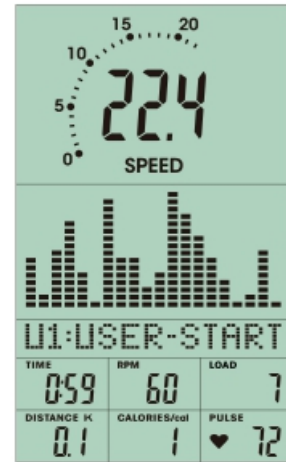 15 20
10
5
0
22.4
SPEED
U1:USER-START
TIME RPM LOAD
0:59 60 7
DISTANCE K CALORIES/cal PULSE
0.1 1 72